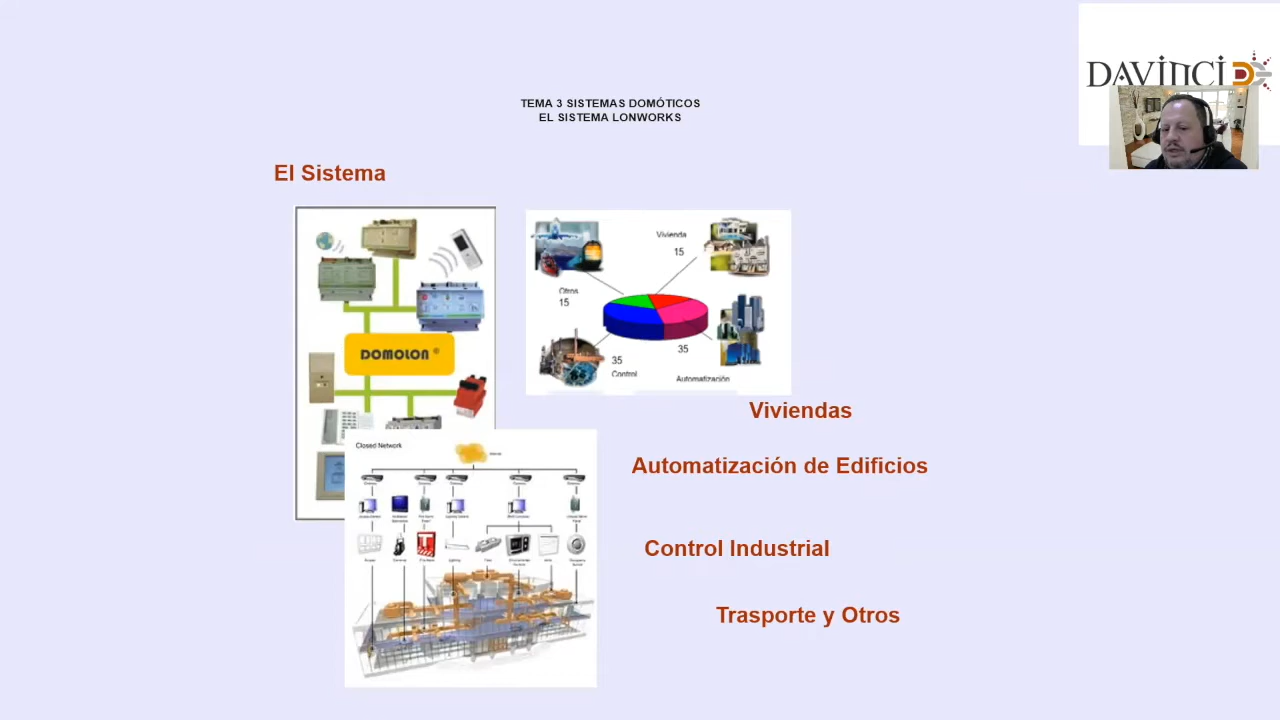 DAVINCI
TEMA 3 SISTEMAS DOMÓTICOS
EL SISTEMA LONWORKS
El Sistema
Vivienda
15
Otros
15
35
Control
35
Automatización
DOMOLON ®
Viviendas
Closed Network
Automatización de Edificios
Control Industrial
Trasporte y Otros